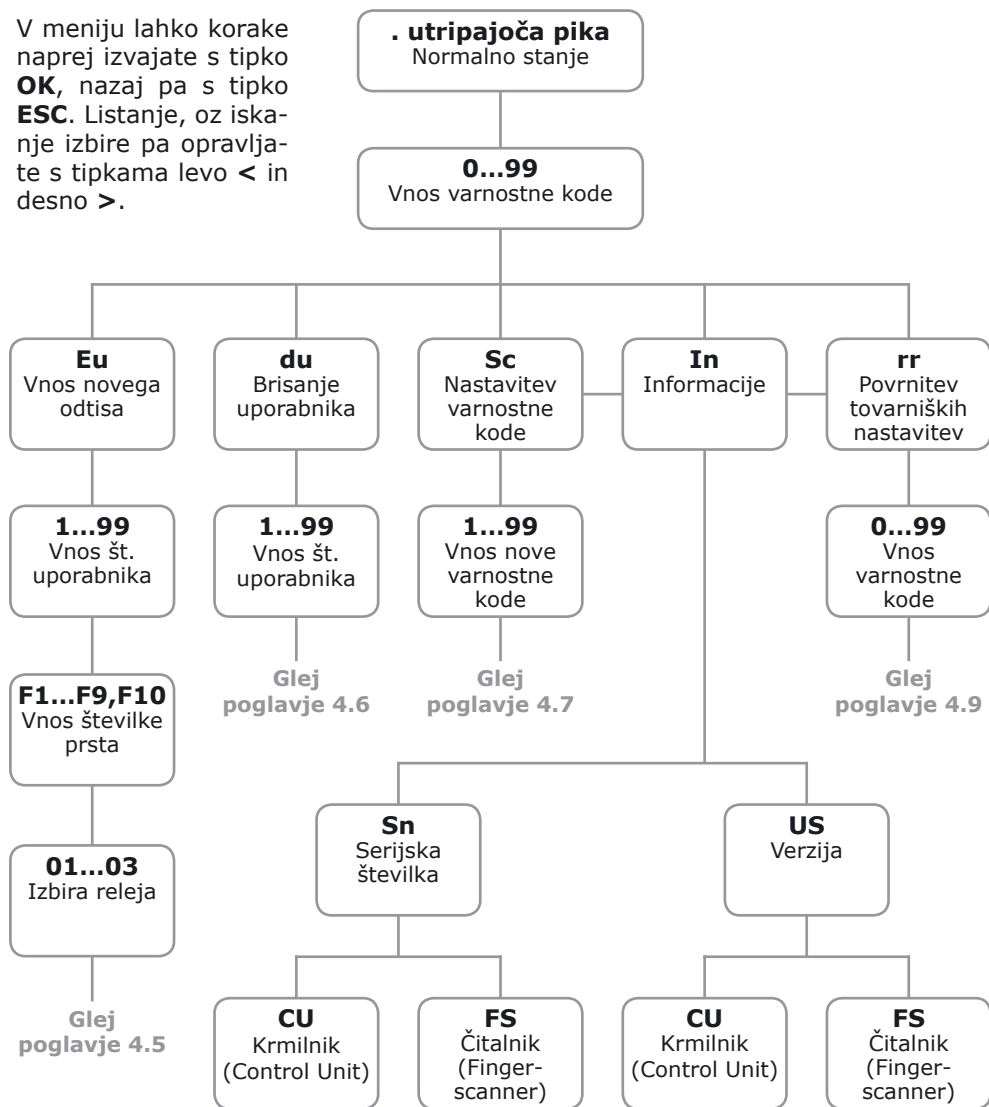 V meniju lahko korake
naprej izvajate s tipko
OK, nazaj pa s tipko
ESC. Listanje, oz iska-
nje izbire pa opravlja-
te s tipkama levo < in
desno >.
. utripajoča pika
Normalno stanje
0...99
Vnos varnostne kode
Eu
Vnos novega
odtisa
du
Brisanje
uporabnika
Sc
Nastavitev
varnostne
kode
In
Informacije
rr
Povrnitev
tovarniških
nastavitev
1...99
Vnos št.
uporabnika
1...99
Vnos št.
uporabnika
1...99
Vnos nove
varnostne
kode
0...99
Vnos
varnostne
kode
Glej
poglavje 4.6
Glej
poglavje 4.7
Glej
poglavje 4.9
F1...F9,F10
Vnos številke
prsta
01...03
Izbira releja
Glej
poglavje 4.5
Sn
Serijska
številka
US
Verzija
CU
Krmilnik
(Control Unit)
FS
Čitalnik
(Finger-
scanner)
CU
Krmilnik
(Control Unit)
FS
Čitalnik
(Finger-
scanner)